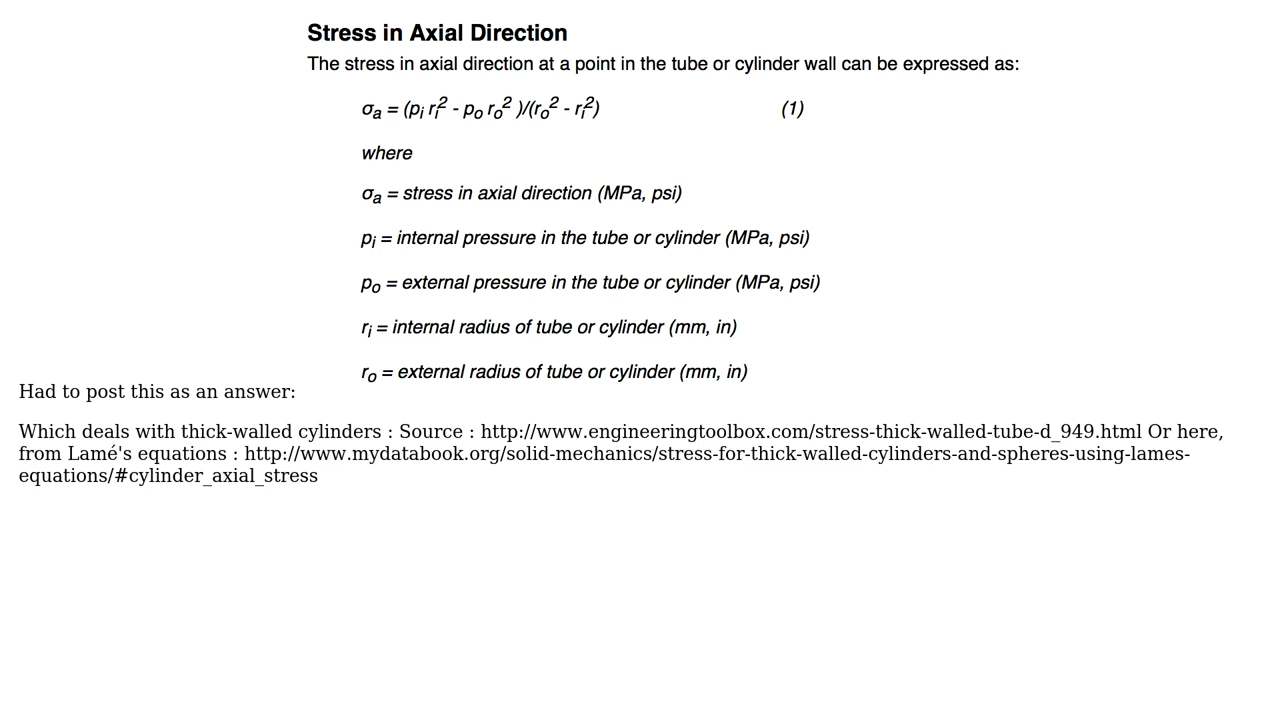 Stress in Axial Direction
The stress in axial direction at a point in the tube or cylinder wall can be expressed as:
σa = (pi ri² - po ro² )/(ro² - ri²) (1)
where
σa = stress in axial direction (MPa, psi)
pi = internal pressure in the tube or cylinder (MPa, psi)
po = external pressure in the tube or cylinder (MPa, psi)
ri = internal radius of tube or cylinder (mm, in)
ro = external radius of tube or cylinder (mm, in)
Had to post this as an answer:
Which deals with thick-walled cylinders : Source : http://www.engineeringtoolbox.com/stress-thick-walled-tube-d_949.html Or here,
from Lamé's equations : http://www.mydatabook.org/solid-mechanics/stress-for-thick-walled-cylinders-and-spheres-using-lames-
equations/#cylinder_axial_stress